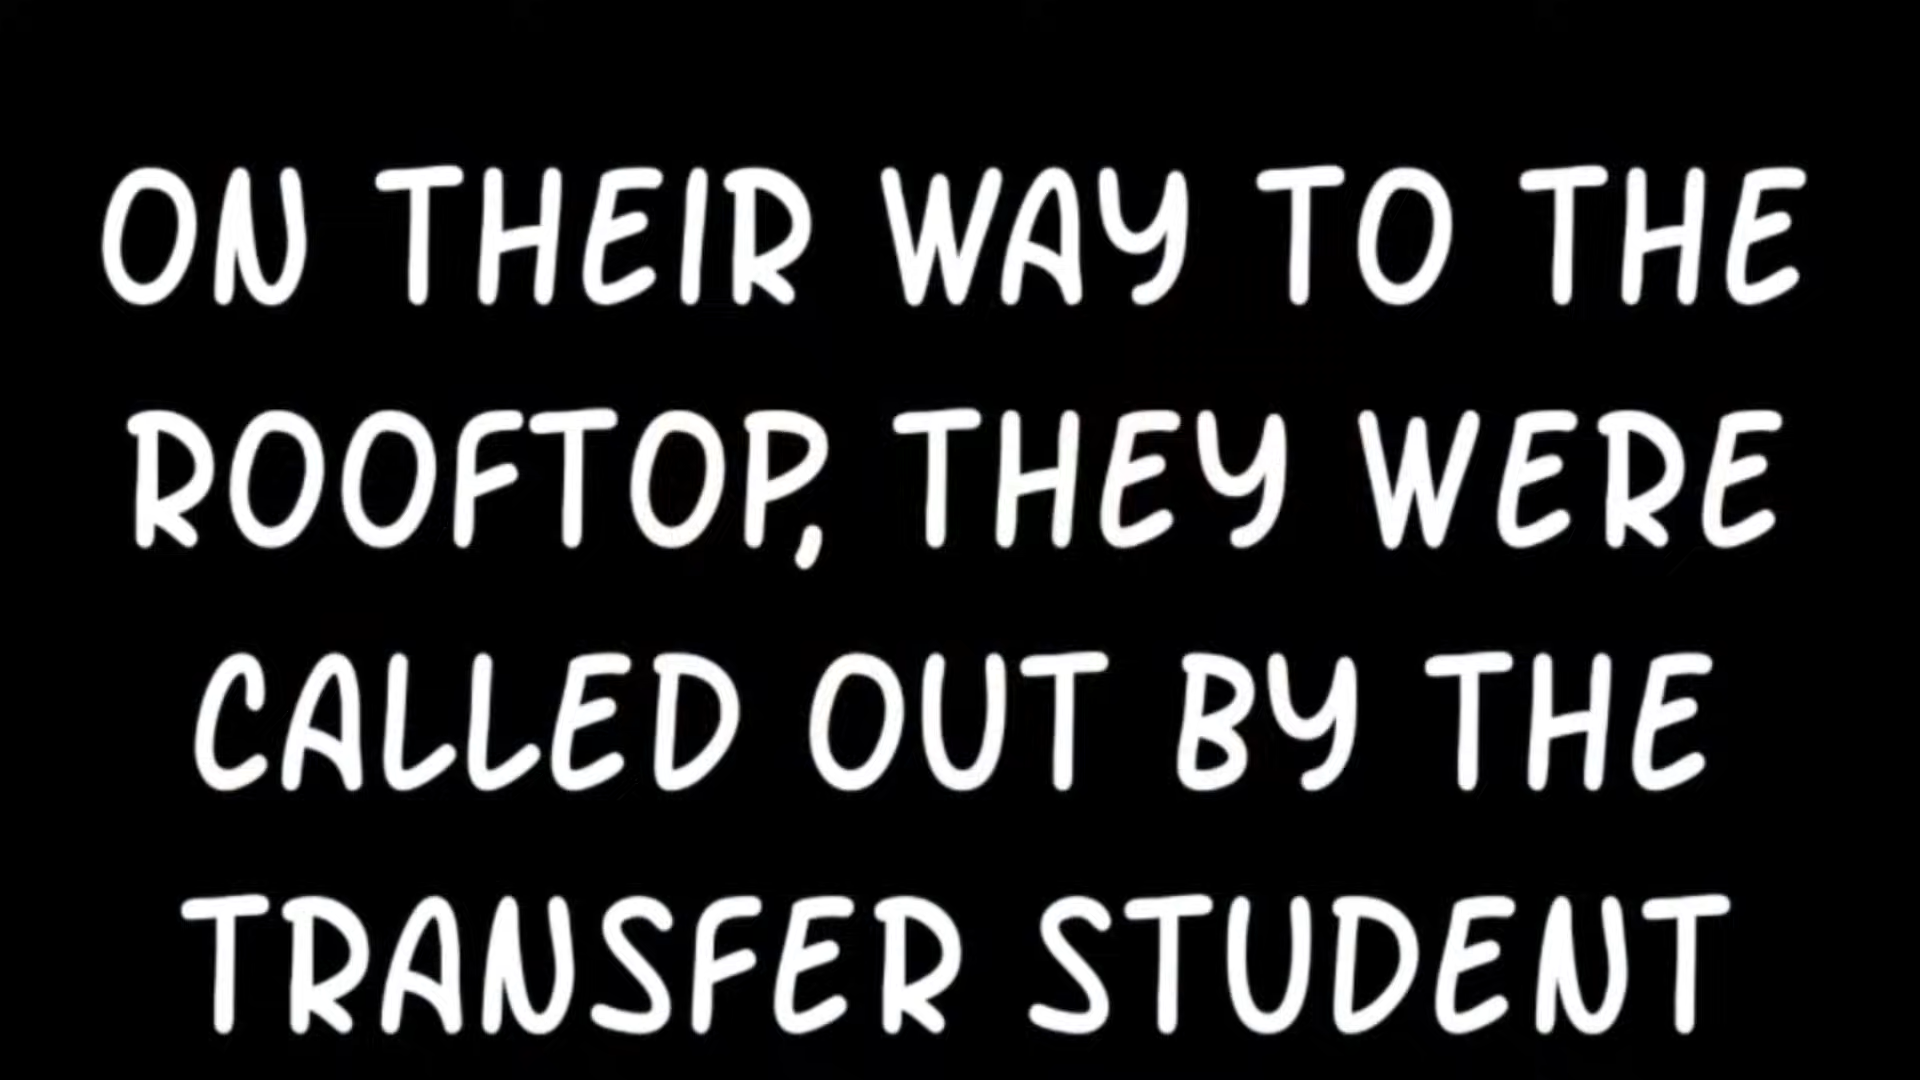 ON THEIR WAY TO THE
ROOFTOP, THEY WERE
CALLED OUT BY THE
TRANSFER STUDENT